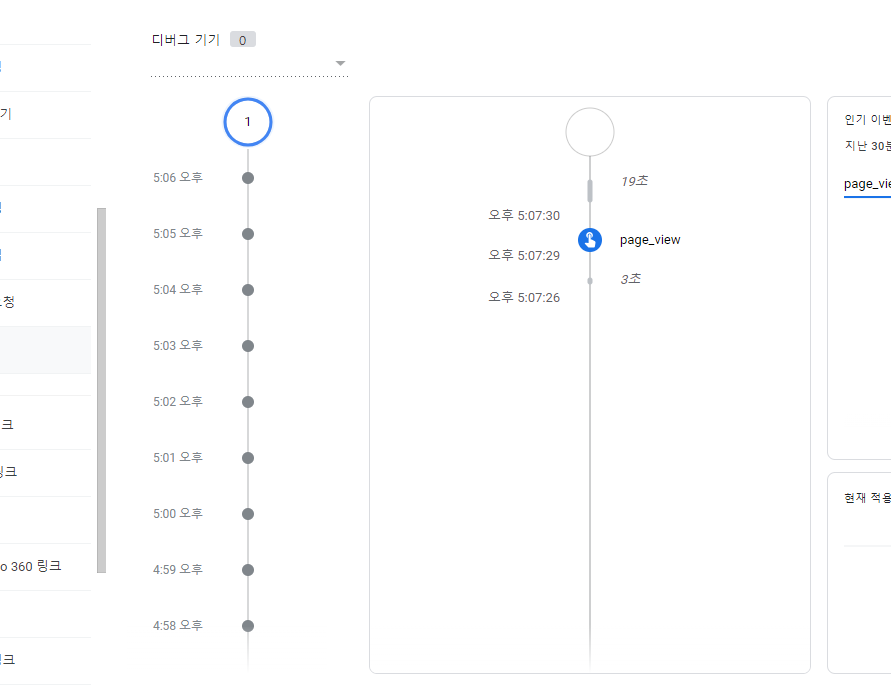 디버그 기기 0
1
5:06 오후
5:05 오후
5:04 오후
5:03 오후
5:02 오후
5:01 오후
5:00 오후
4:59 오후
4:58 오후
19초
오후 5:07:30
page_view
오후 5:07:29
3초
오후 5:07:26
인기 이벤
지난 30분
page_vie
현재 적용
기
청
크
링크
o 360 링크
크